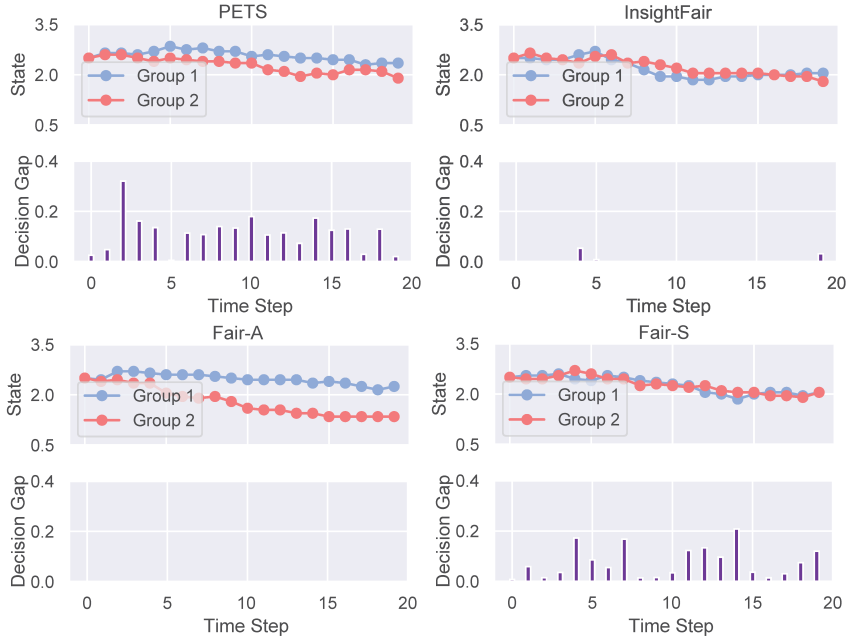 PETS
3.5
State
2.0
Group 1
Group 2
0.5
0.4
Decision Gap
0.2
0.0
0 5 10 15 20
Time Step
InsightFair
3.5
State
2.0
Group 1
Group 2
0.5
0.4
Decision Gap
0.2
0.0
0 5 10 15 20
Time Step
Fair-A
3.5
State
2.0
Group 1
Group 2
0.5
0.4
Decision Gap
0.2
0.0
0 5 10 15 20
Time Step
Fair-S
3.5
State
2.0
Group 1
Group 2
0.5
0.4
Decision Gap
0.2
0.0
0 5 10 15 20
Time Step